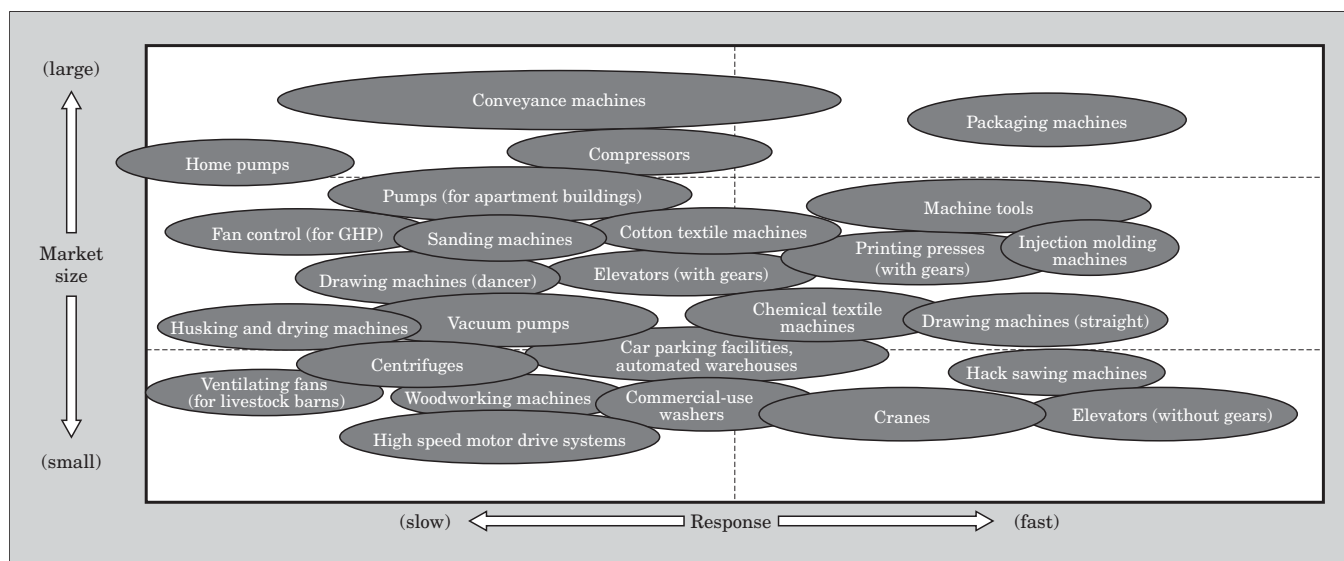 (large)
Market
size
(small)
Conveyance machines
Packaging machines
Compressors
Home pumps
Pumps (for apartment buildings)
Machine tools
Fan control (for GHP)
Sanding machines
Cotton textile machines
Printing presses
(with gears)
Injection molding
machines
Drawing machines (dancer)
Elevators (with gears)
Chemical textile
machines
Drawing machines (straight)
Husking and drying machines
Vacuum pumps
Car parking facilities,
automated warehouses
Centrifuges
Hack sawing machines
Ventilating fans
(for livestock barns)
Woodworking machines
Commercial-use
washers
Cranes
Elevators (without gears)
High speed motor drive systems
(slow)
Response
(fast)